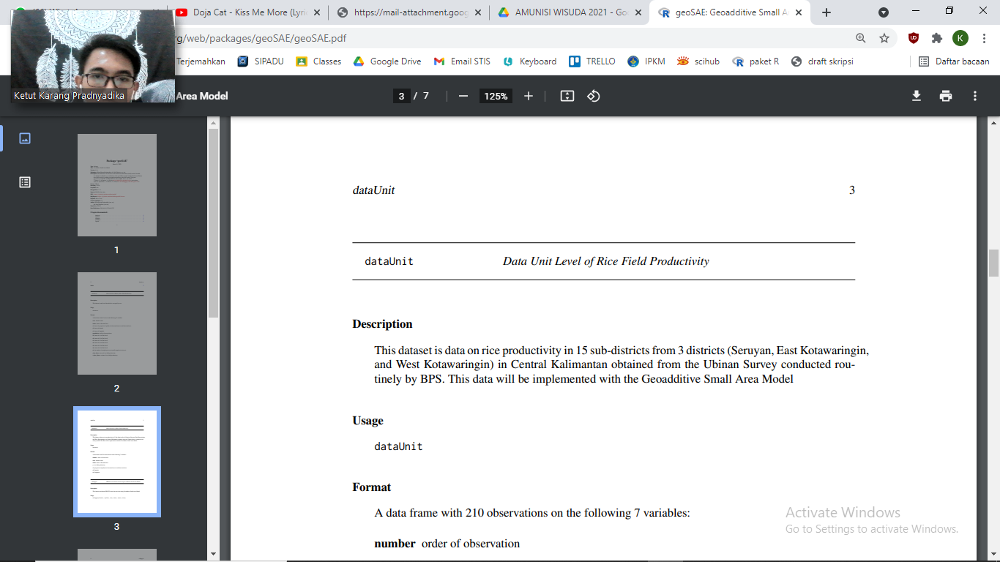 Doja Cat - Kiss Me More (Lyri
https://mail-attachment.goog
AMUNISI WISUDA 2021 - Go
geoSAE: Geoadditive Small A
rg/web/packages/geoSAE/geoSAE.pdf
K
Terjemahkan
SIPADU
Classes
Google Drive
Email STIS
Keyboard
TRELLO
IPKM
scihub
paket R
draft skripsi
Daftar bacaan
Ketut Karang Pradnyadika
Area Model
3 / 7
125%
1
2
3
dataUnit 3
dataUnit Data Unit Level of Rice Field Productivity
Description
This dataset is data on rice productivity in 15 sub-districts from 3 districts (Seruyan, East Kotawaringin,
and West Kotawaringin) in Central Kalimantan obtained from the Ubinan Survey conducted rou-
tinely by BPS. This data will be implemented with the Geoadditive Small Area Model
Usage
dataUnit
Format
A data frame with 210 observations on the following 7 variables:
number order of observation
Activate Windows
Go to Settings to activate Windows.